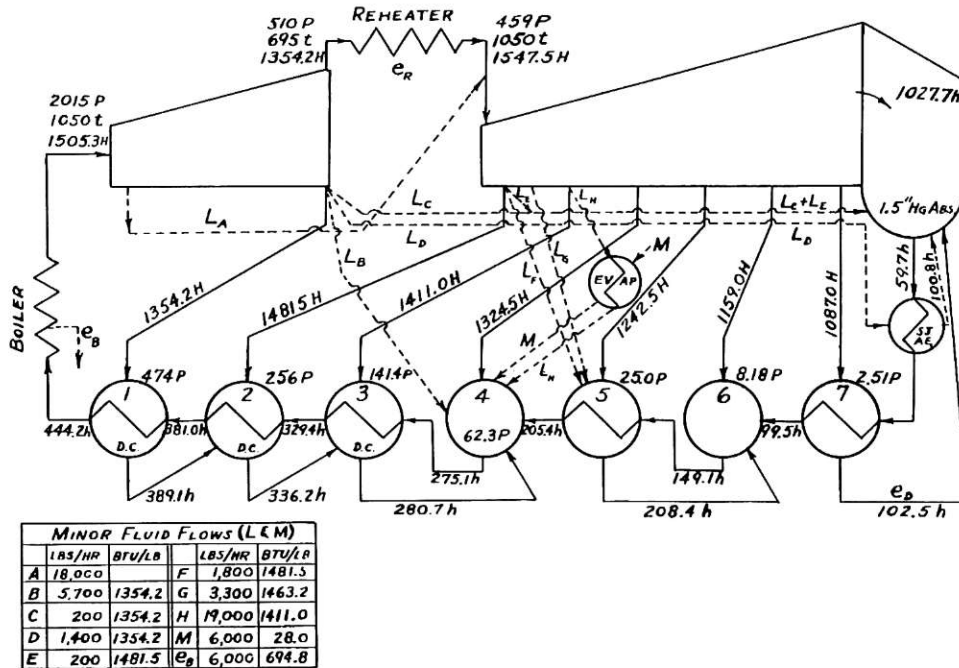 REHEATER
510 P
695 t
1354.2 H
459 P
1050 t
1547.5 H
e_R
2015 P
1050 t
1505.3 H
1027.7 h
1.5" HG ABS.
L_A
L_B
L_C
L_D
L_E
L_F
L_G
L_H
L_C + L_E
L_D
M
EV AP
M
L_H
BOILER
e_B
1354.2 H
1481.5 H
1411.0 H
1324.5 H
1242.5 H
1159.0 H
1087.0 H
59.7 h
100.8 h
SJ AE
1
474 P
D.C.
2
256 P
D.C.
3
141.4 P
D.C.
4
62.3 P
5
25.0 P
6
8.18 P
7
2.51 P
444.2 h
381.0 h
329.4 h
275.1 h
205.4 h
149.1 h
99.5 h
389.1 h
336.2 h
280.7 h
208.4 h
e_D
102.5 h
MINOR FLUID FLOWS (L & M)
LBS/HR BTU/LB LBS/HR BTU/LB
A 18,000 F 1,800 1481.5
B 5,700 1354.2 G 3,300 1463.2
C 200 1354.2 H 19,000 1411.0
D 1,400 1354.2 M 6,000 28.0
E 200 1481.5 e_B 6,000 694.8